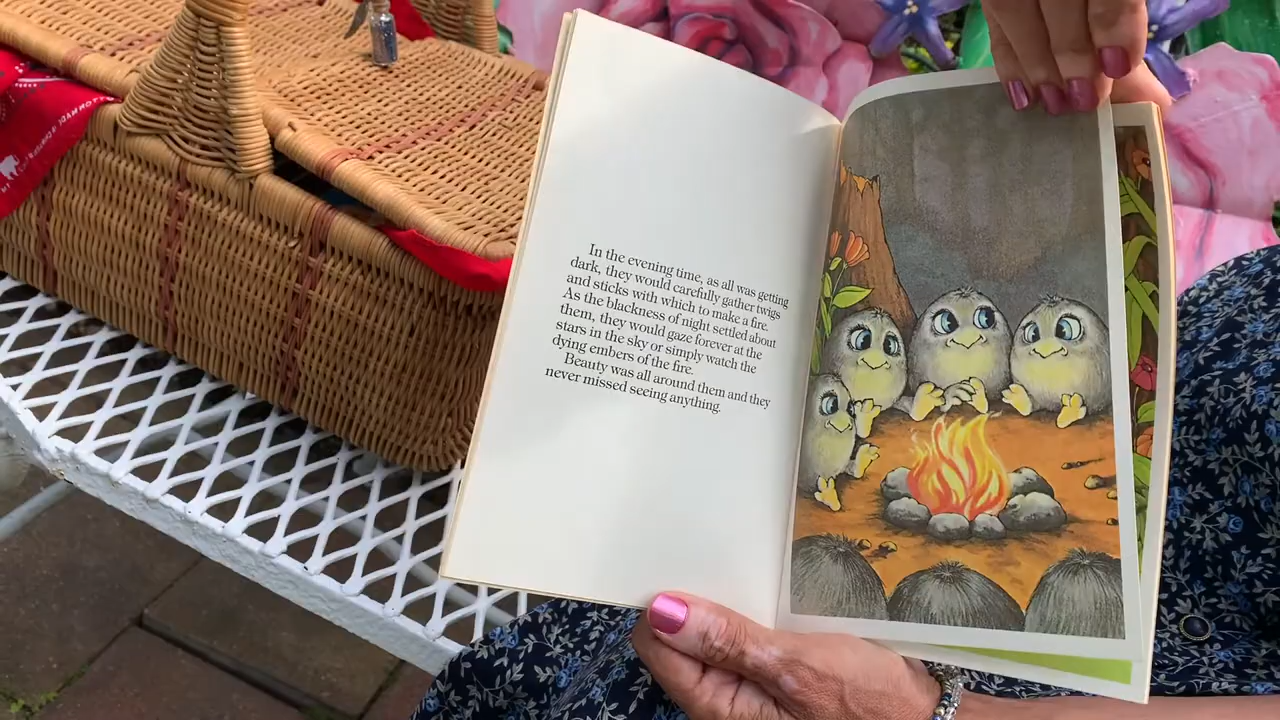 In the evening time, as all was getting
dark, they would carefully gather twigs
and sticks with which to make a fire.
As the blackness of night settled about
them, they would gaze forever at the
stars in the sky or simply watch the
dying embers of the fire.
Beauty was all around them and they
never missed seeing anything.